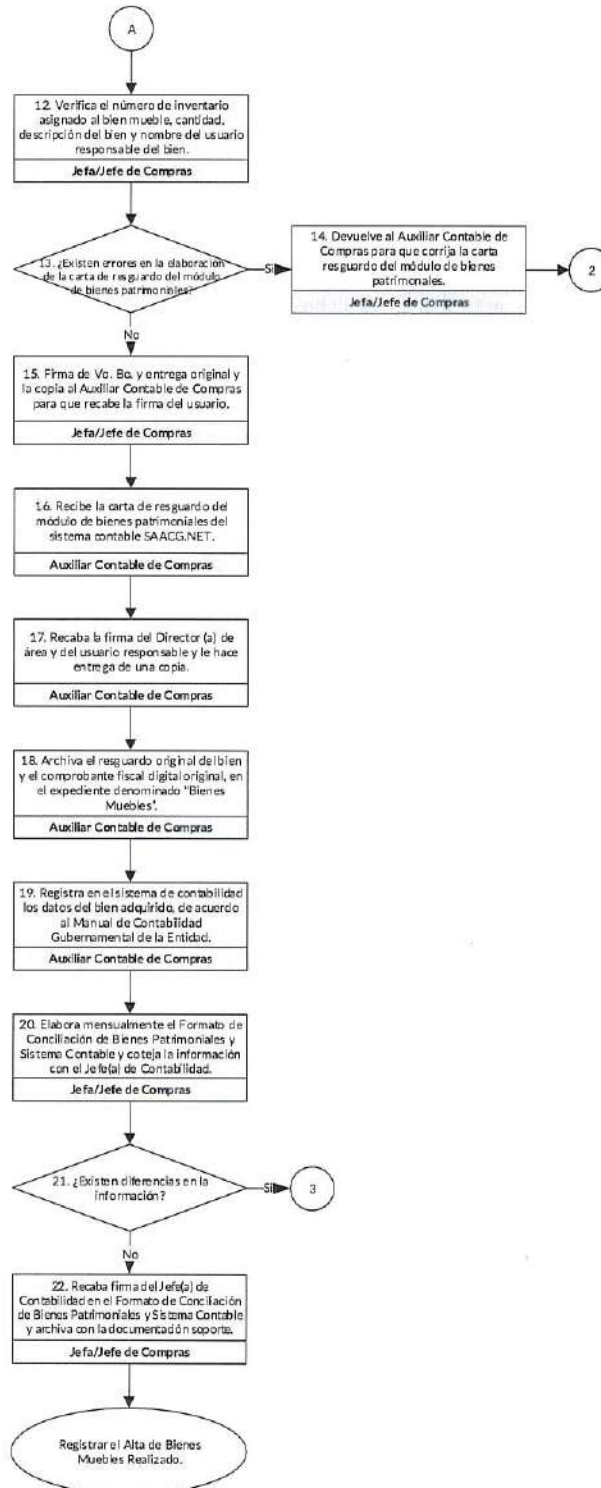 A
12. Verifica el número de inventario
asignado al bien mueble, cantidad,
descripción del bien y nombre del usuario
responsable del bien.
Jefa/Jefe de Compras
13. ¿Existen errores en la elaboración
de la carta de resguardo del módulo
de bienes patrimoniales?
Si
14. Devuelve al Auxiliar Contable de
Compras para que corrija la carta
resguardo del módulo de bienes
patrimonales.
Jefa/Jefe de Compras
2
No
15. Firma de Vo. Bo. y entrega original y
la copia al Auxiliar Contable de Compras
para que recabe la firma del usuario.
Jefa/Jefe de Compras
16. Recibe la carta de resguardo del
módulo de bienes patrimoniales del
sistema contable SAACG.NET.
Auxiliar Contable de Compras
17. Recaba la firma del Director (a) de
área y del usuario responsable y le hace
entrega de una copia.
Auxiliar Contable de Compras
18. Archiva el resguardo original del bien
y el comprobante fiscal digital original, en
el expediente denominado "Bienes
Muebles".
Auxiliar Contable de Compras
19. Registra en el sistema de contabilidad
los datos del bien adquirido, de acuerdo
al Manual de Contabilidad
Gubernamental de la Entidad.
Auxiliar Contable de Compras
20. Elabora mensualmente el Formato de
Conciliación de Bienes Patrimoniales y
Sistema Contable y coteja la información
con el Jefe(a) de Contabilidad.
Jefa/Jefe de Compras
21. ¿Existen diferencias en la
información?
Si
3
No
22. Recaba firma del Jefe(a) de
Contabilidad en el Formato de Conciliación
de Bienes Patrimoniales y Sistema Contable
y archiva con la documentación soporte.
Jefa/Jefe de Compras
Registrar el Alta de Bienes
Muebles Realizado.